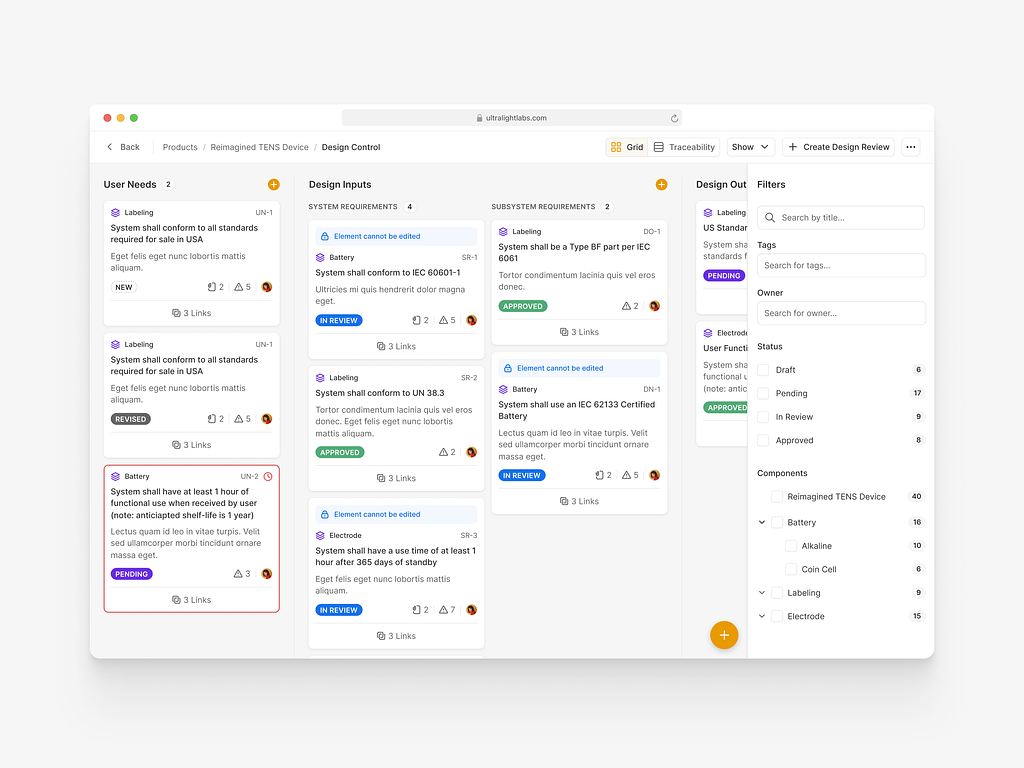 ultralightlabs.com
Back
Products / Reimagined TENS Device / Design Control
Grid
Traceability
Show
Create Design Review
User Needs 2
Labeling UN-1
System shall conform to all standards
required for sale in USA
Eget felis eget nunc lobortis mattis
aliquam.
NEW 2 5
3 Links
Labeling UN-1
System shall conform to all standards
required for sale in USA
Eget felis eget nunc lobortis mattis
aliquam.
REVISED 2 5
3 Links
Battery UN-2
System shall have at least 1 hour of
functional use when received by user
(note: anticiapted shelf-life is 1 year)
Lectus quam id leo in vitae turpis. Velit
sed ullamcorper morbi tincidunt ornare
massa eget.
PENDING 3
3 Links
Design Inputs
SYSTEM REQUIREMENTS 4
Element cannot be edited
Battery SR-1
System shall conform to IEC 60601-1
Ultricies mi quis hendrerit dolor magna
eget.
IN REVIEW 2 5
3 Links
Labeling SR-2
System shall conform to UN 38.3
Tortor condimentum lacinia quis vel eros
donec. Eget felis eget nunc lobortis
mattis aliquam.
APPROVED 2
3 Links
Element cannot be edited
Electrode SR-3
System shall have a use time of at least 1
hour after 365 days of standby
Eget felis eget nunc lobortis mattis
aliquam.
IN REVIEW 2 7
3 Links
SUBSYSTEM REQUIREMENTS 2
Labeling DO-1
System shall be a Type BF part per IEC
6061
Tortor condimentum lacinia quis vel eros
donec.
APPROVED 2
3 Links
Element cannot be edited
Battery DN-1
System shall use an IEC 62133 Certified
Battery
Lectus quam id leo in vitae turpis. Velit
sed ullamcorper morbi tincidunt ornare
massa eget.
IN REVIEW 2 5
3 Links
Design Out
Labeling
US Standar
System sha
standards f
PENDING
Electrode
User Functi
System sha
functional u
(note: antic
APPROVED
Filters
Search by title...
Tags
Search for tags...
Owner
Search for owner...
Status
Draft 6
Pending 17
In Review 9
Approved 8
Components
Reimagined TENS Device 40
Battery 16
Alkaline 10
Coin Cell 6
Labeling 9
Electrode 15